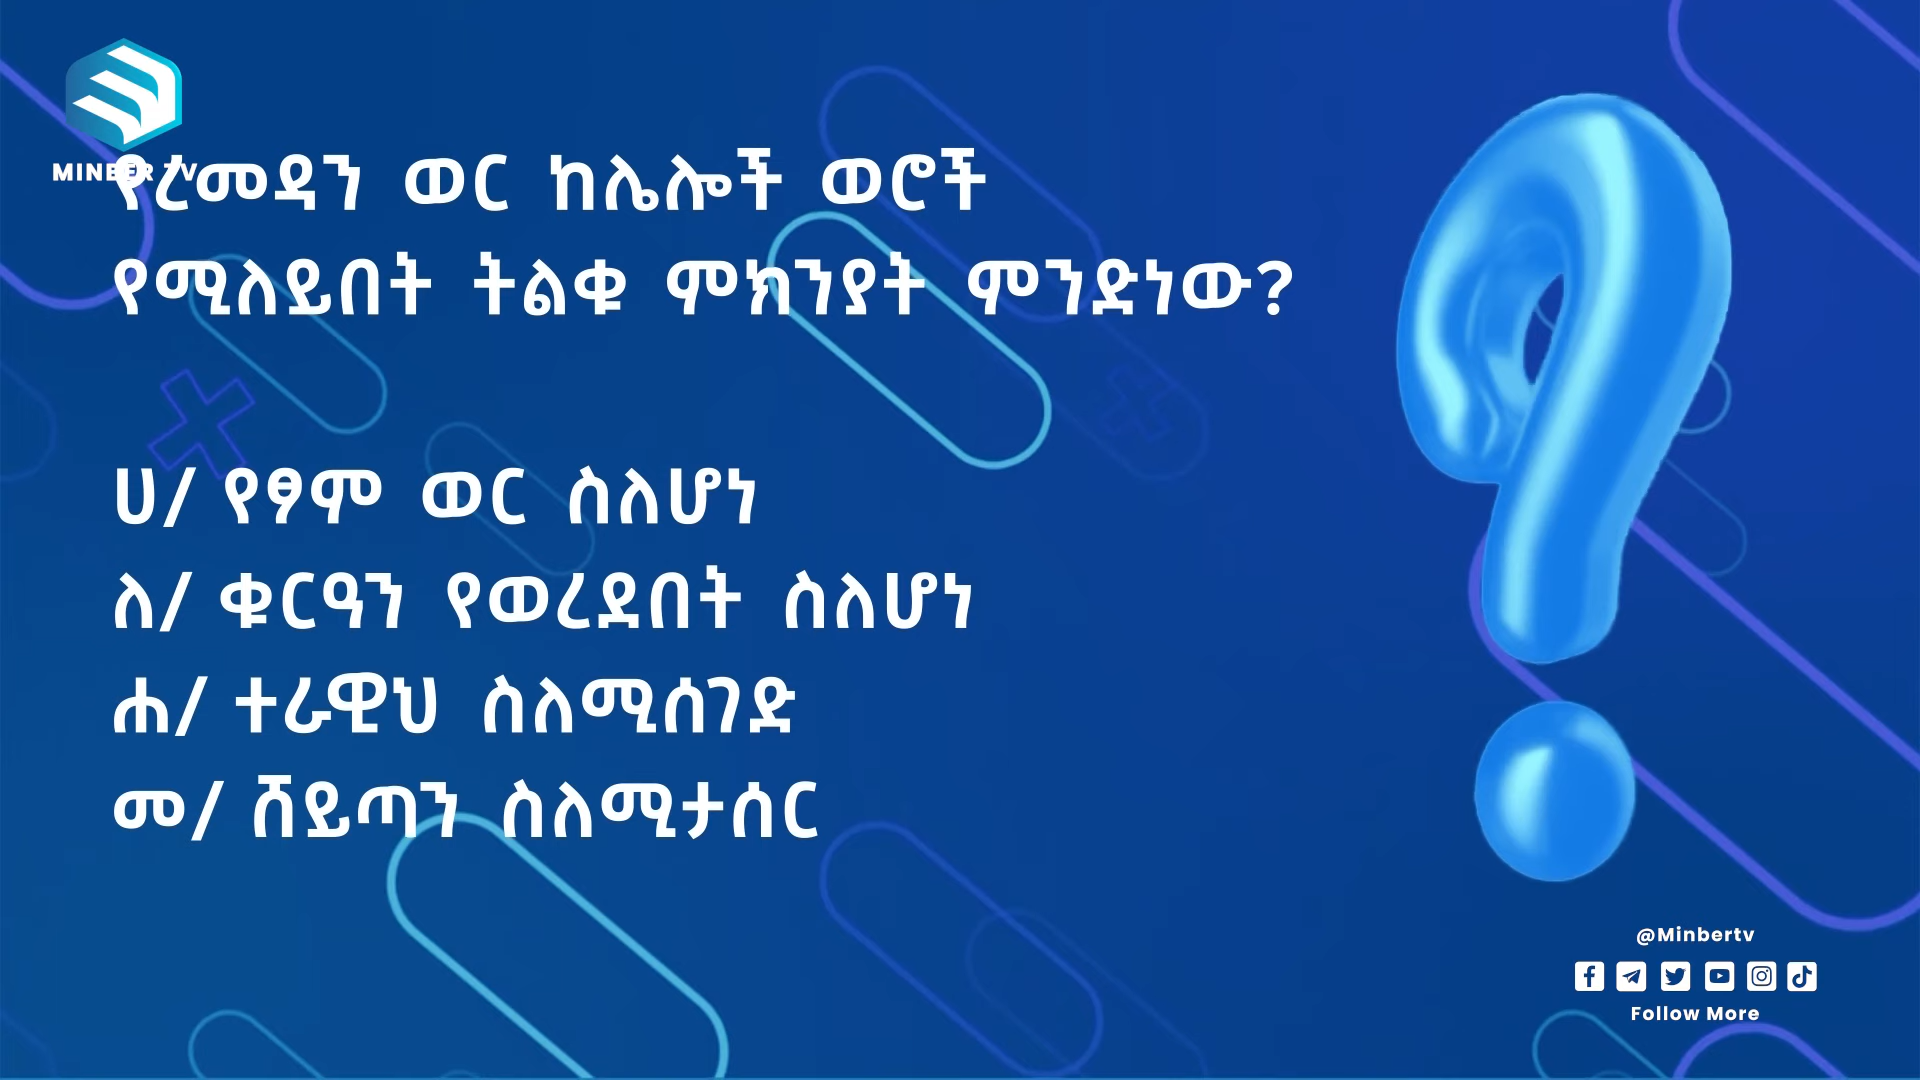 MINBER TV
የረመዳን ወር ከሌሎች ወሮች
የሚለይበት ትልቁ ምክንያት ምንድነው?
ሀ/ የፆም ወር ስለሆነ
ለ/ ቁርዓን የወረደበት ስለሆነ
ሐ/ ተራዊህ ስለሚሰገድ
መ/ ሸይጣን ስለሚታሰር
@Minbertv
Follow More